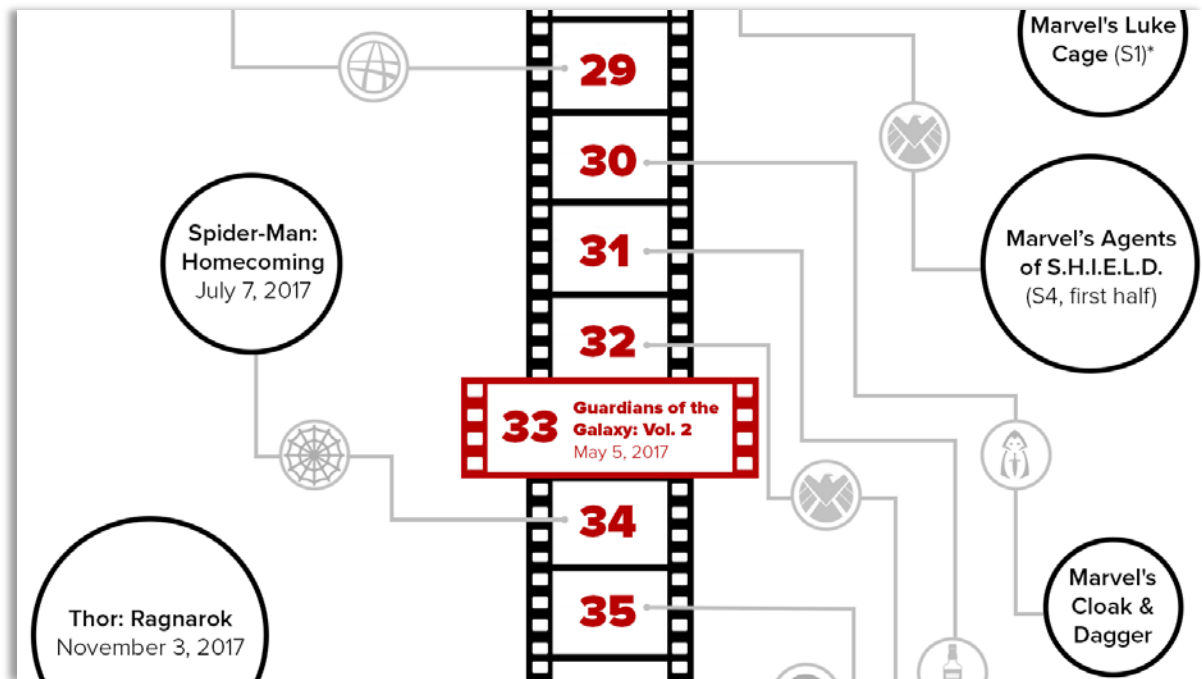 Marvel's Luke
Cage (S1)*
29
30
Spider-Man:
Homecoming
July 7, 2017
31
Marvel’s Agents
of S.H.I.E.L.D.
(S4, first half)
32
33
Guardians of the
Galaxy: Vol. 2
May 5, 2017
34
35
Marvel's
Cloak &
Dagger
Thor: Ragnarok
November 3, 2017